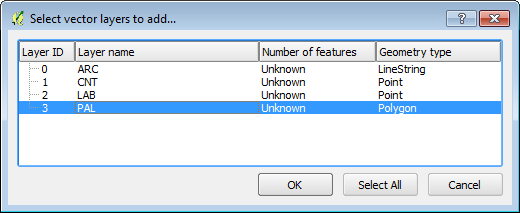 Select vector layers to add...
Layer ID Layer name Number of features Geometry type
0 ARC Unknown LineString
1 CNT Unknown Point
2 LAB Unknown Point
3 PAL Unknown Polygon
OK Select All Cancel